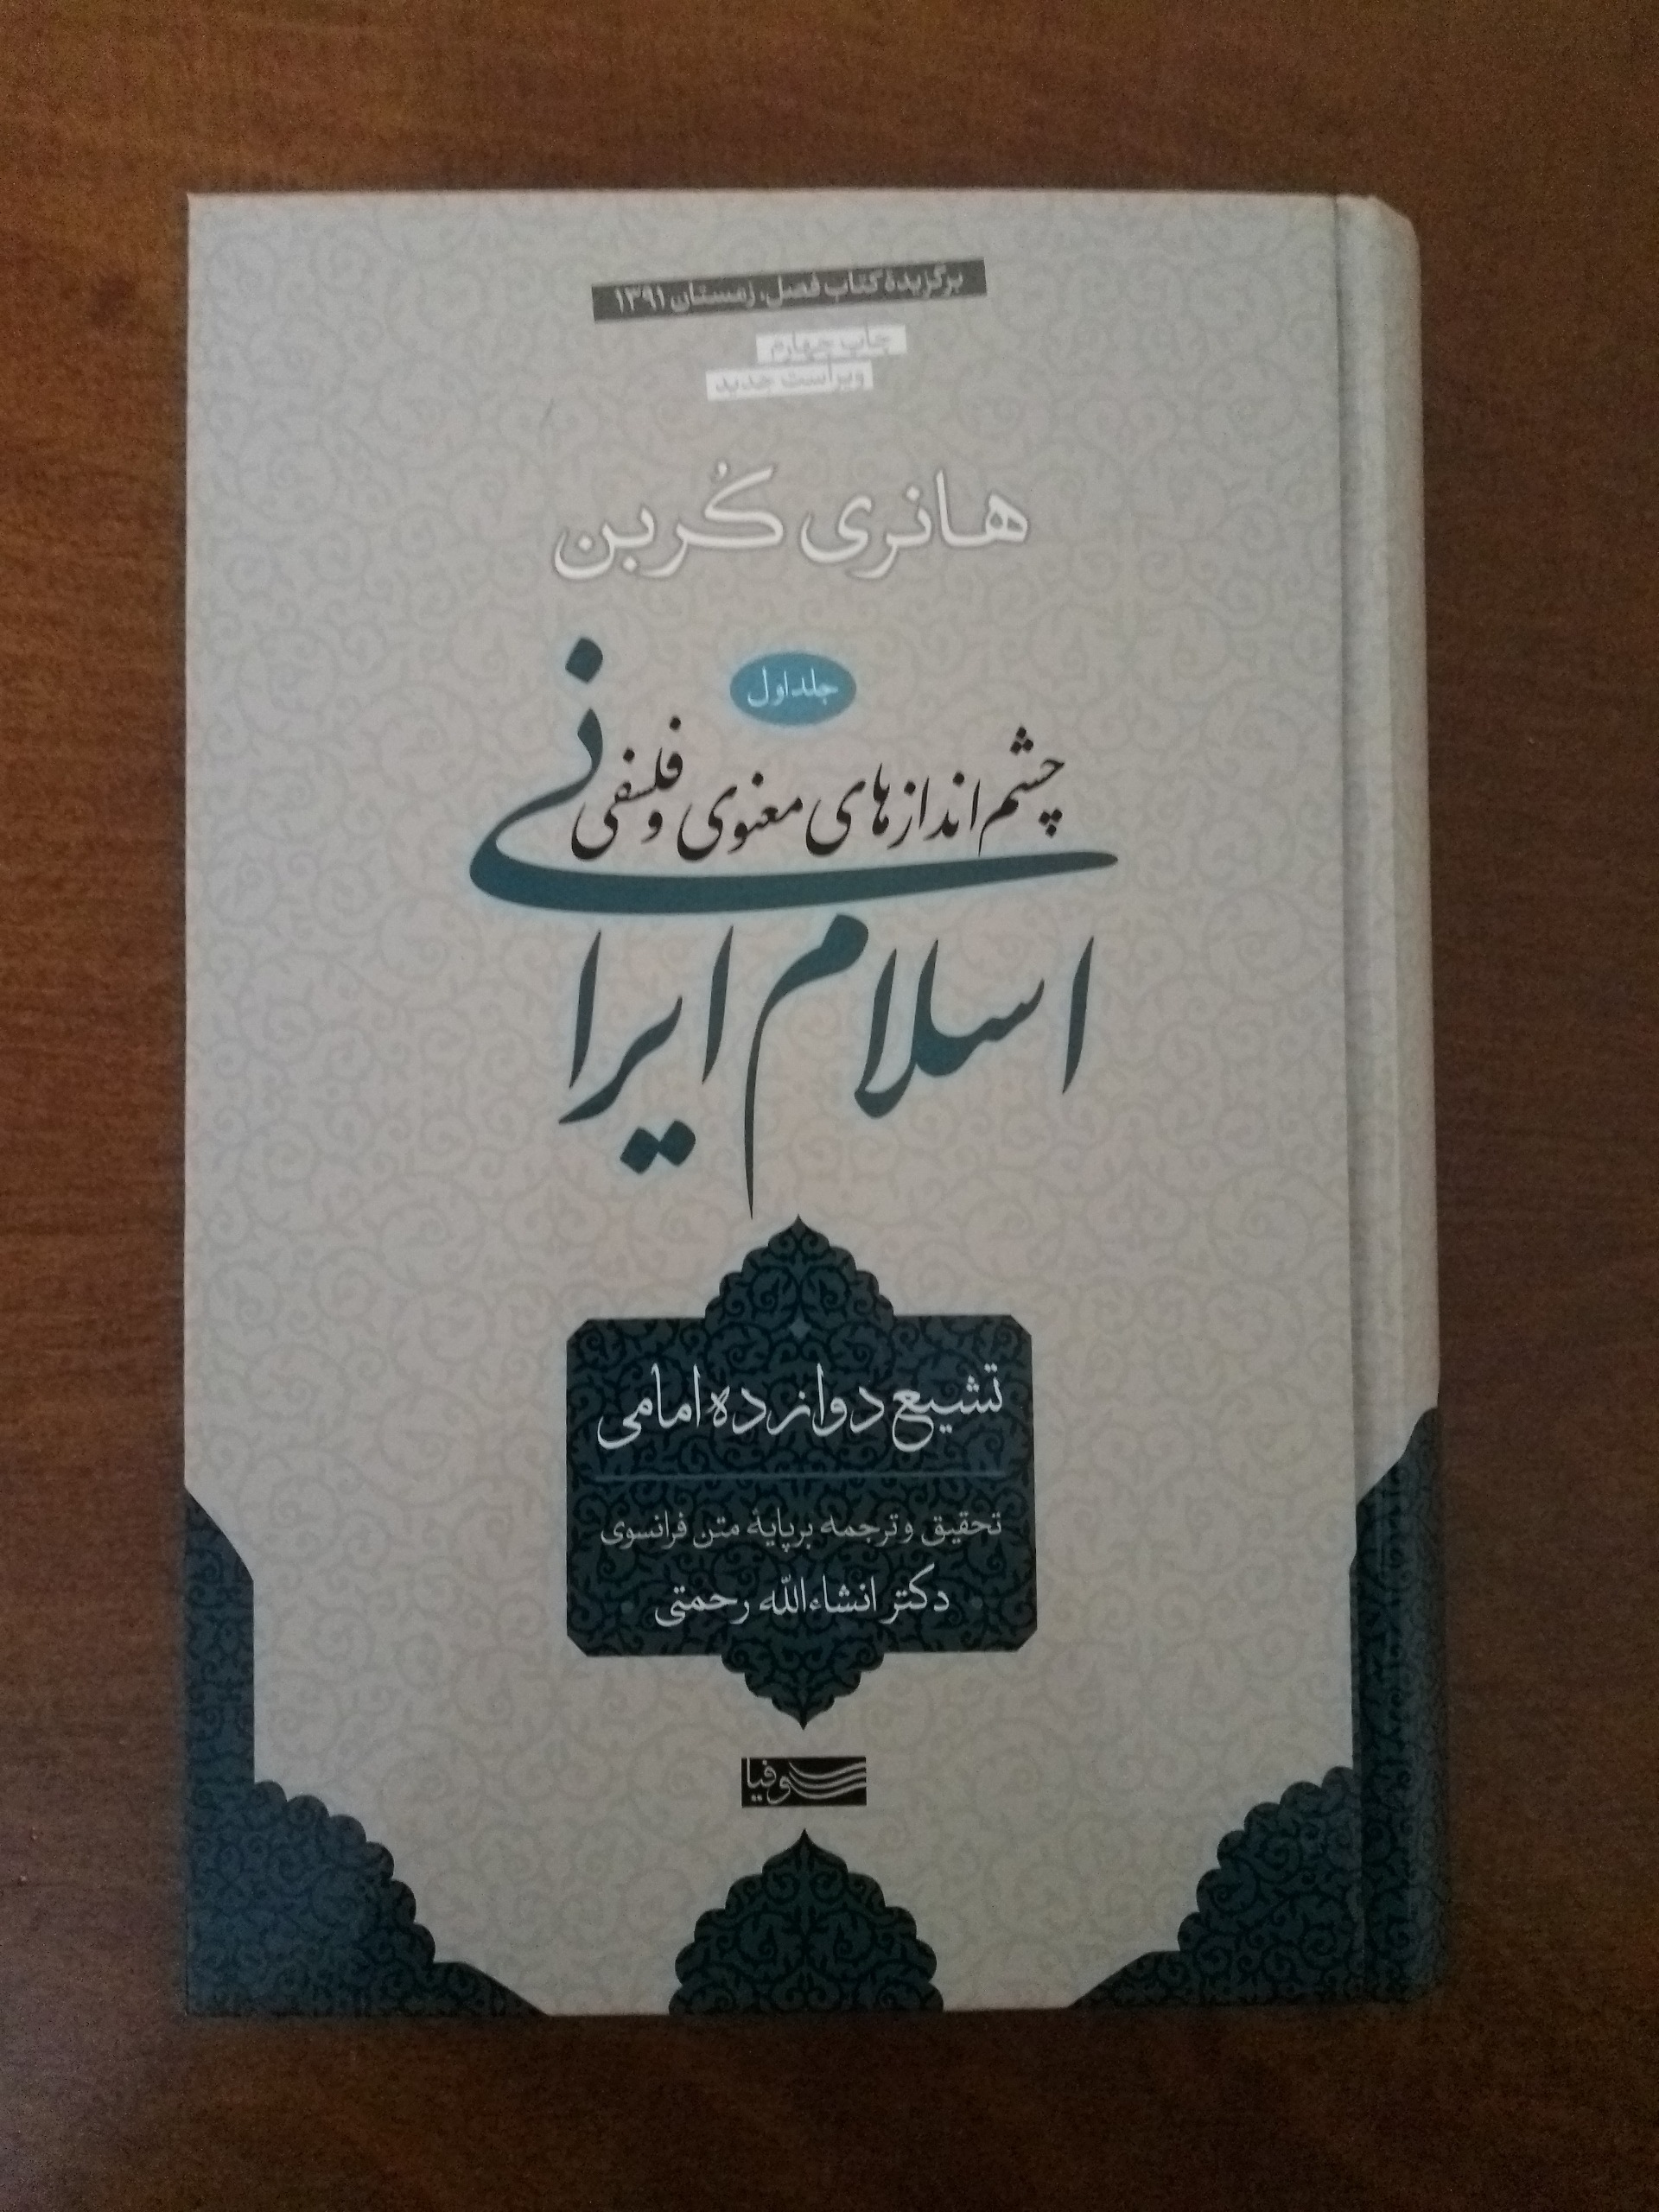 برگزیدهٔ کتاب فصل، زمستان ۱۳۹۱
چاپ چهارم
ویراست جدید
هانری کُربن
جلد اول
چشم‌اندازهای معنوی و فلسفی
اسلام ایرانی
تشیع دوازده‌امامی
تحقیق و ترجمه بر پایهٔ متن فرانسوی
دکتر انشاءالله رحمتی
سوفیا